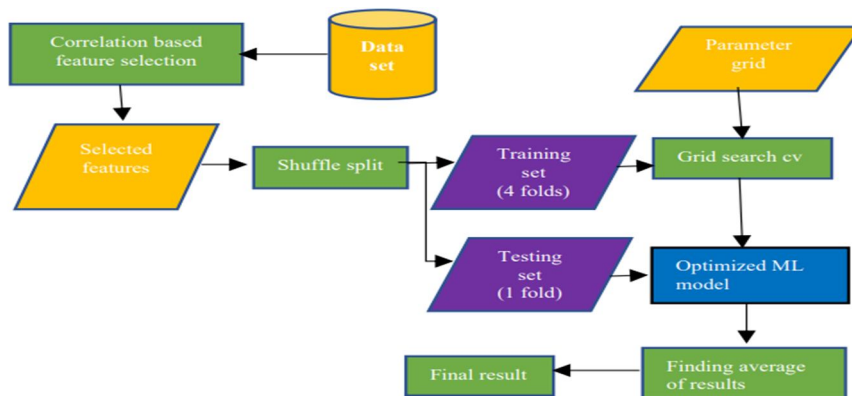 Correlation based
feature selection
Data
set
Parameter
grid
Selected
features
Shuffle split
Training
set
(4 folds)
Grid search cv
Testing
set
(1 fold)
Optimized ML
model
Final result
Finding average
of results